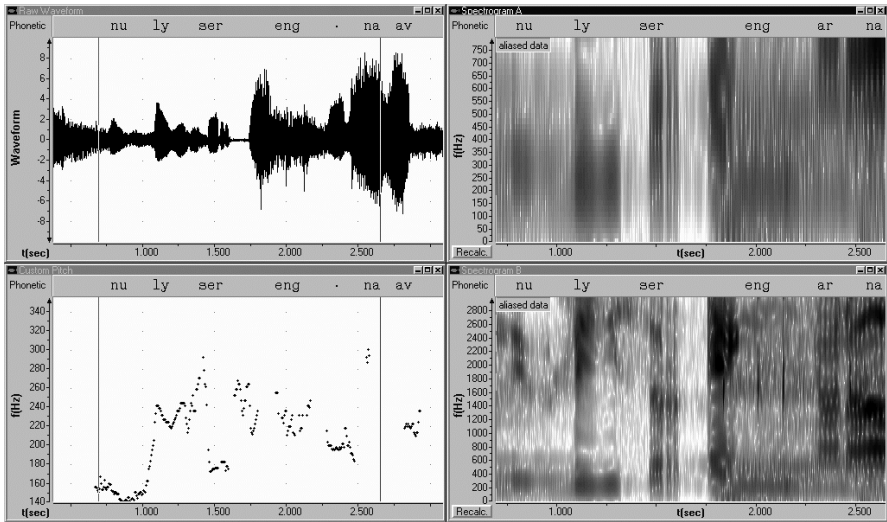 Raw Waveform
Phonetic nu ly ser eng . na av
Waveform
8
6
4
2
0
-2
-4
-6
-8
t(sec) 1.000 1.500 2.000 2.500
Spectrogram A
Phonetic nu ly ser eng ar na
aliased data
f(Hz)
750
700
650
600
550
500
450
400
350
300
250
200
150
100
50
0
Recalc. 1.000 t(sec) 2.000 2.500
Custom Pitch
Phonetic nu ly ser eng . na av
f(Hz)
340
320
300
280
260
240
220
200
180
160
140
t(sec) 1.000 1.500 2.000 2.500
Spectrogram B
Phonetic nu ly ser eng ar na
aliased data
f(Hz)
2800
2600
2400
2200
2000
1800
1600
1400
1200
1000
800
600
400
200
0
Recalc. 1.000 t(sec) 2.000 2.500